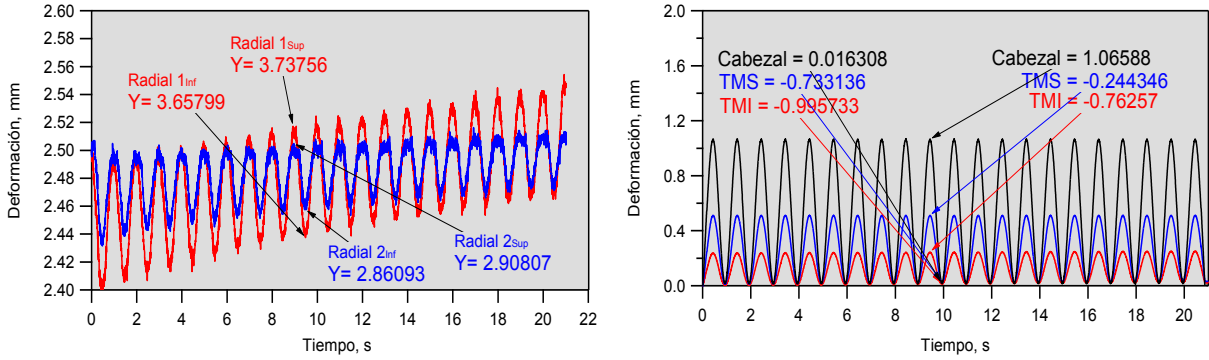 Deformación, mm
2.60
2.58
2.56
2.54
2.52
2.50
2.48
2.46
2.44
2.42
2.40
Radial 1Sup
Y= 3.73756
Radial 1Inf
Y= 3.65799
Radial 2Sup
Y= 2.90807
Radial 2Inf
Y= 2.86093
0 2 4 6 8 10 12 14 16 18 20 22
Tiempo, s
Deformación, mm
2.0
1.6
1.2
0.8
0.4
0.0
Cabezal = 0.016308
TMS = -0.733136
TMI = -0.995733
Cabezal = 1.06588
TMS = -0.244346
TMI = -0.76257
0 2 4 6 8 10 12 14 16 18 20
Tiempo, s